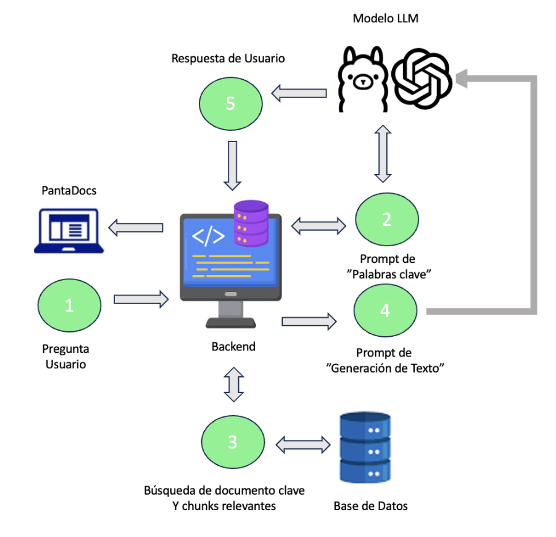 Modelo LLM
Respuesta de Usuario
5
PantaDocs
2
Prompt de
”Palabras clave”
1
4
Pregunta
Usuario
Backend
Prompt de
”Generación de Texto”
3
Búsqueda de documento clave
Y chunks relevantes
Base de Datos